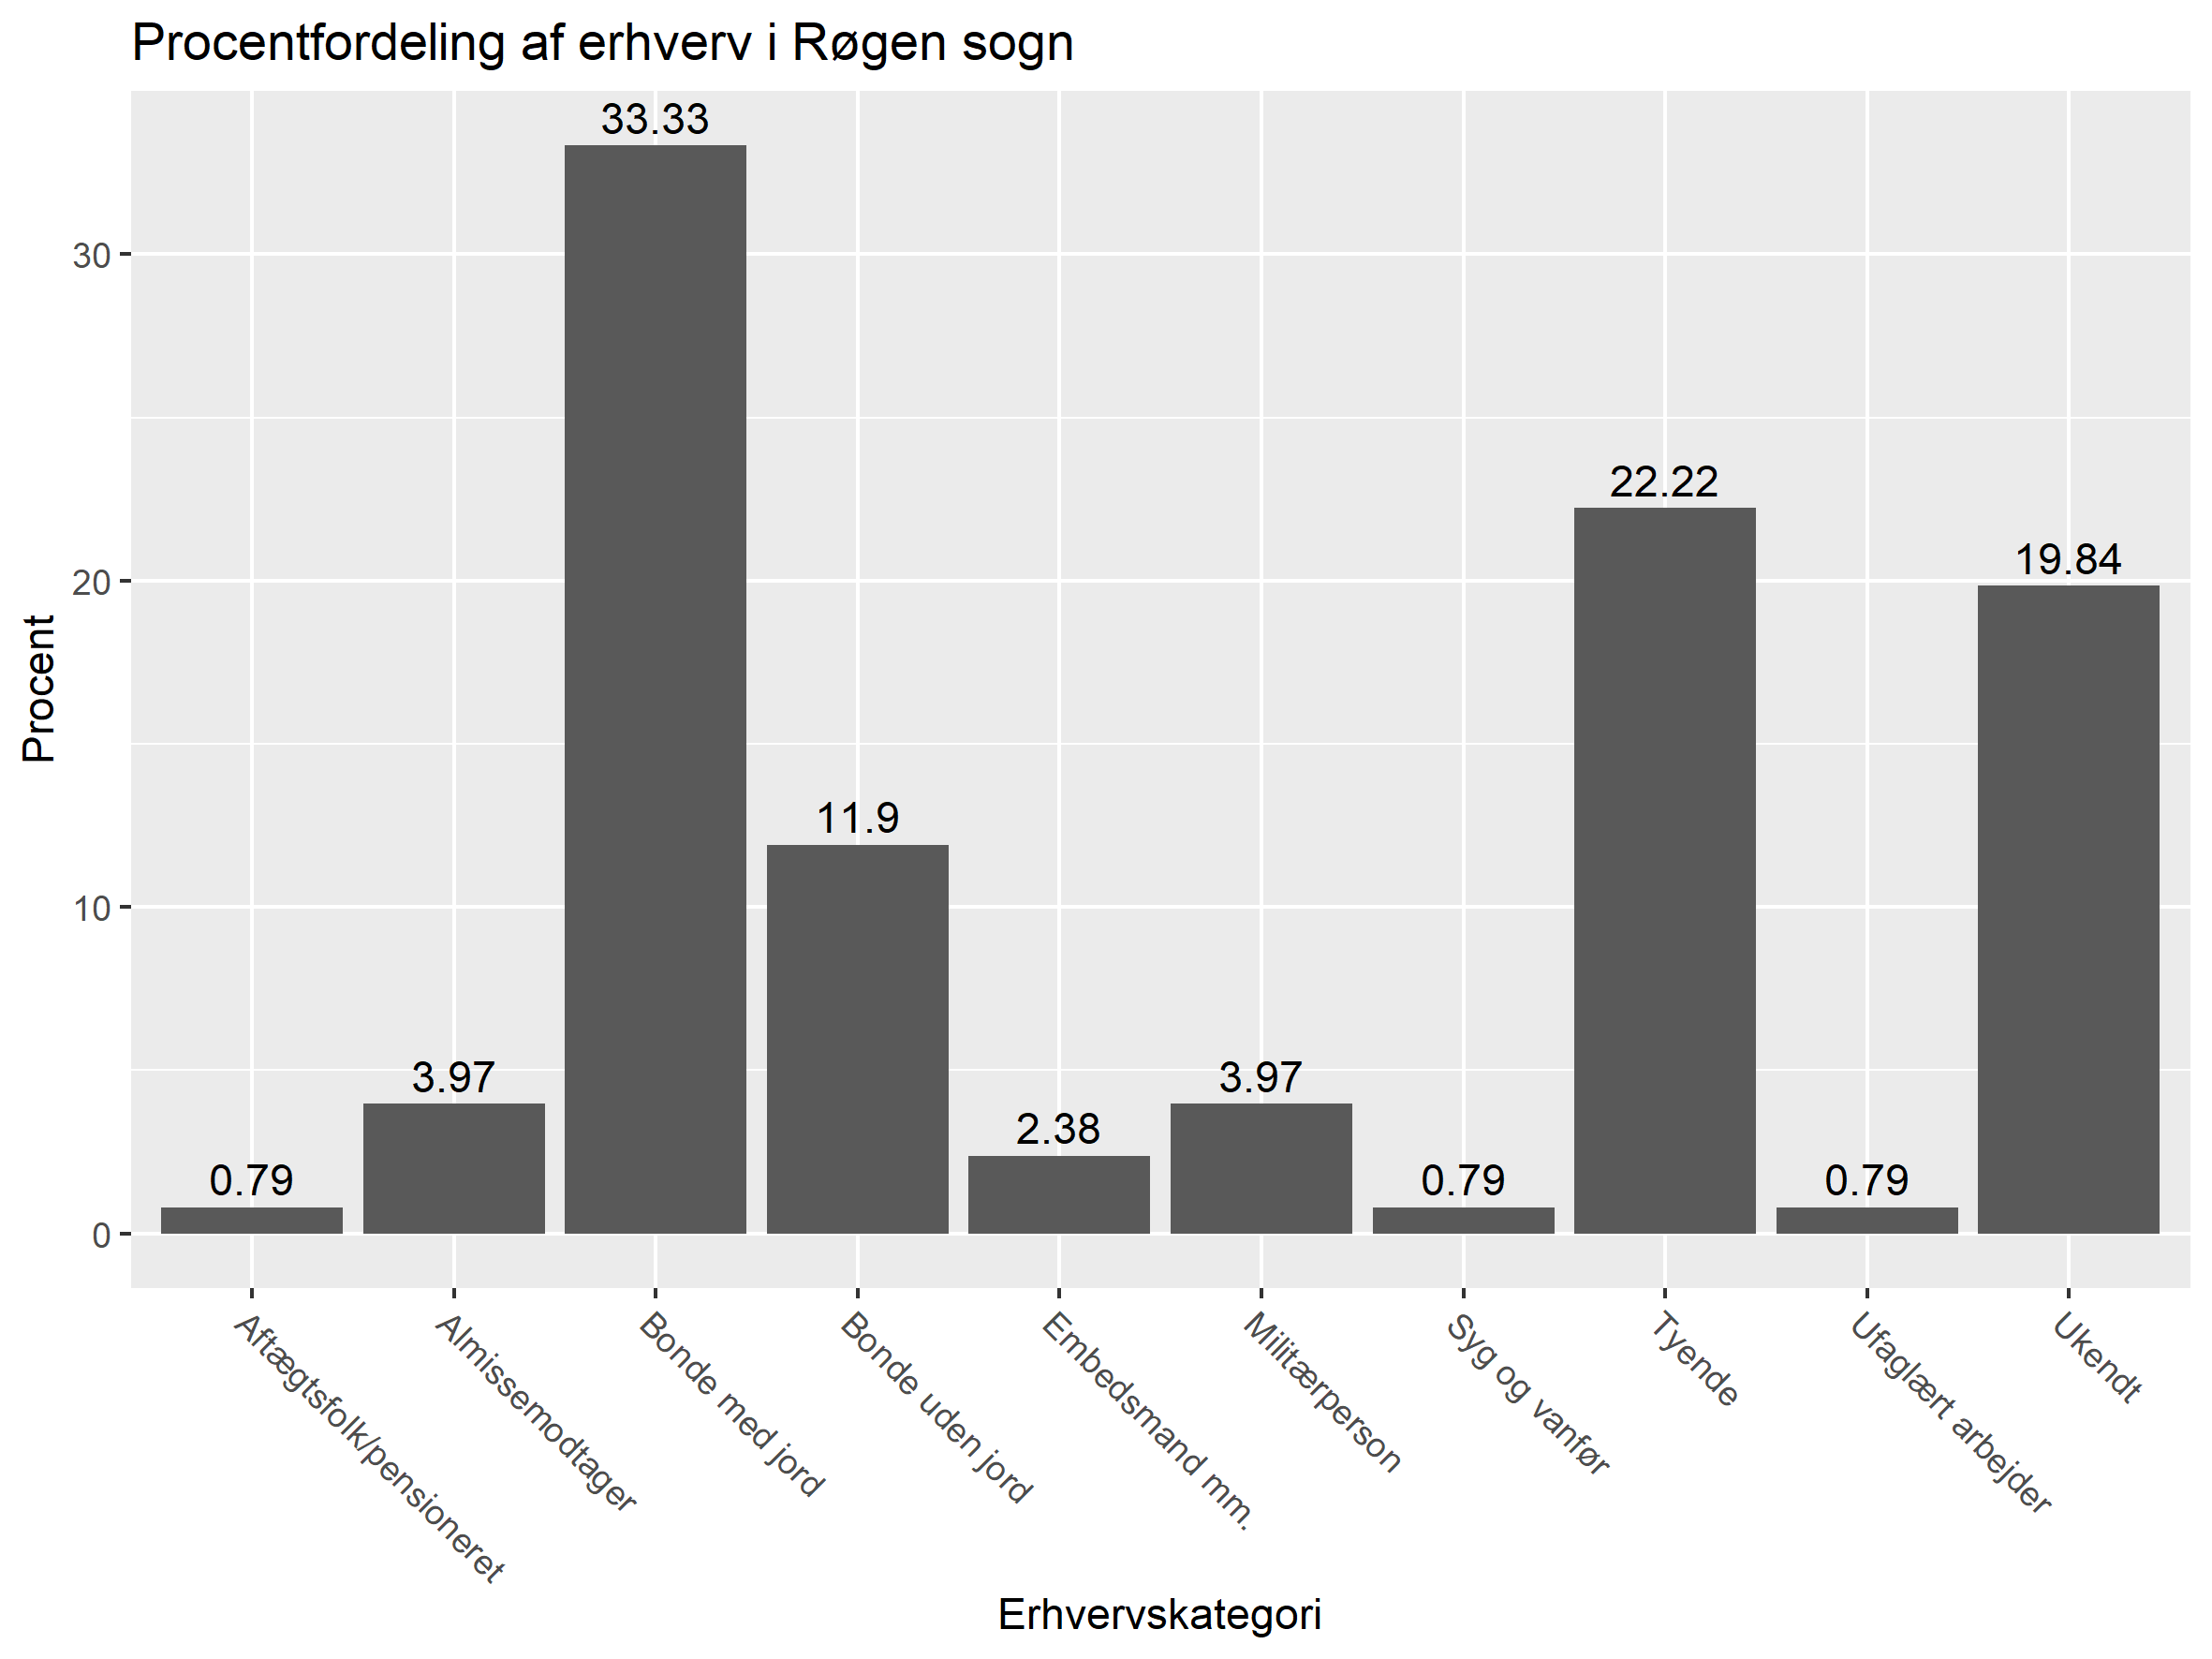 Procentfordeling af erhverv i Røgen sogn
33.33
30
22.22
20
19.84
Procent
11.9
10
3.97
3.97
2.38
0.79
0.79
0.79
0
Aftægtsfolk/pensioneret
Almissemodtager
Bonde med jord
Bonde uden jord
Embedsmand mm.
Militærperson
Syg og vanfør
Tyende
Ufaglært arbejder
Ukendt
Erhvervskategori